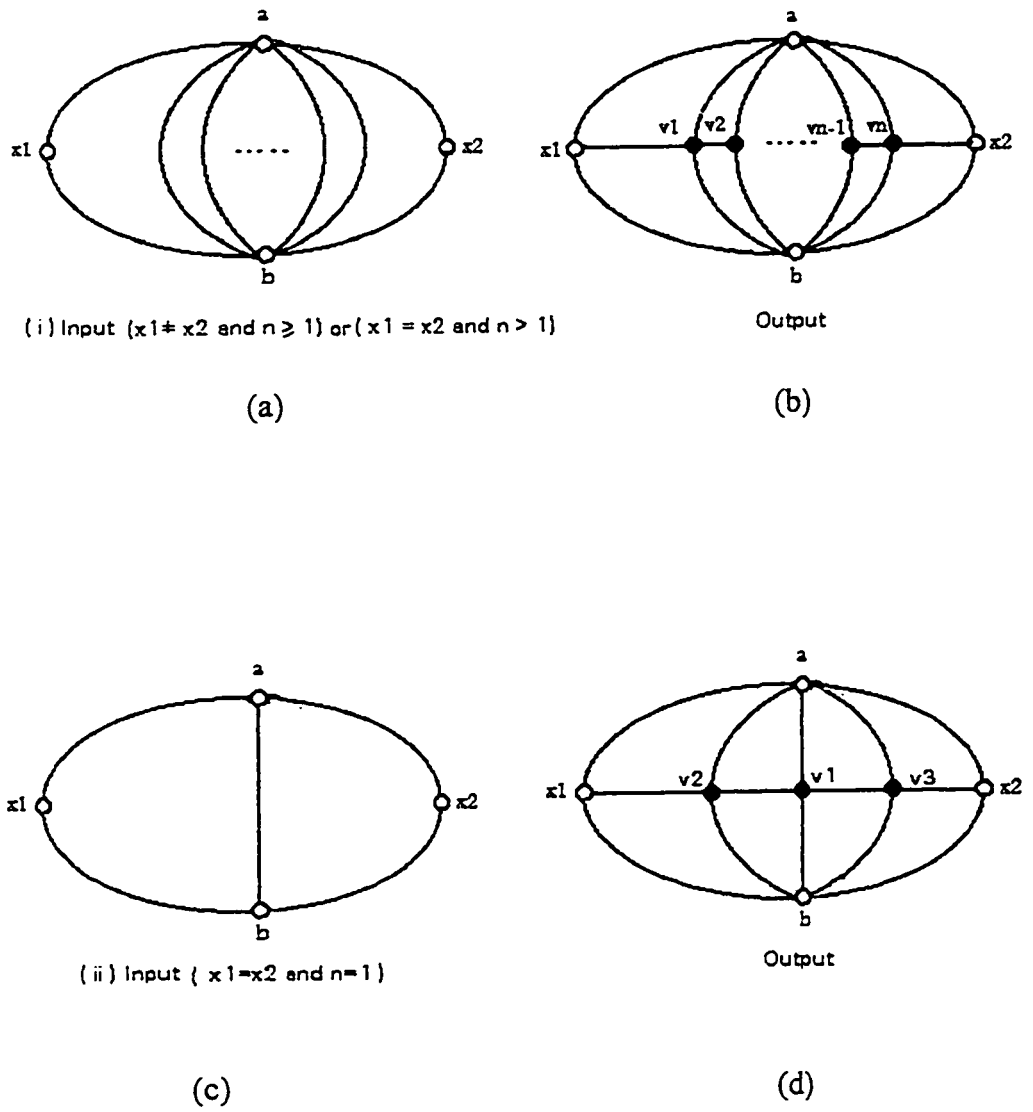 a
a
x1
x2
.....
x1
v1
v2
.....
vn-1
vn
x2
b
b
(i) Input (x1≠x2 and n≥1) or (x1=x2 and n>1)
Output
(a)
(b)
a
a
x1
x2
x1
v2
v1
v3
x2
b
b
(ii) Input (x1=x2 and n=1)
Output
(c)
(d)